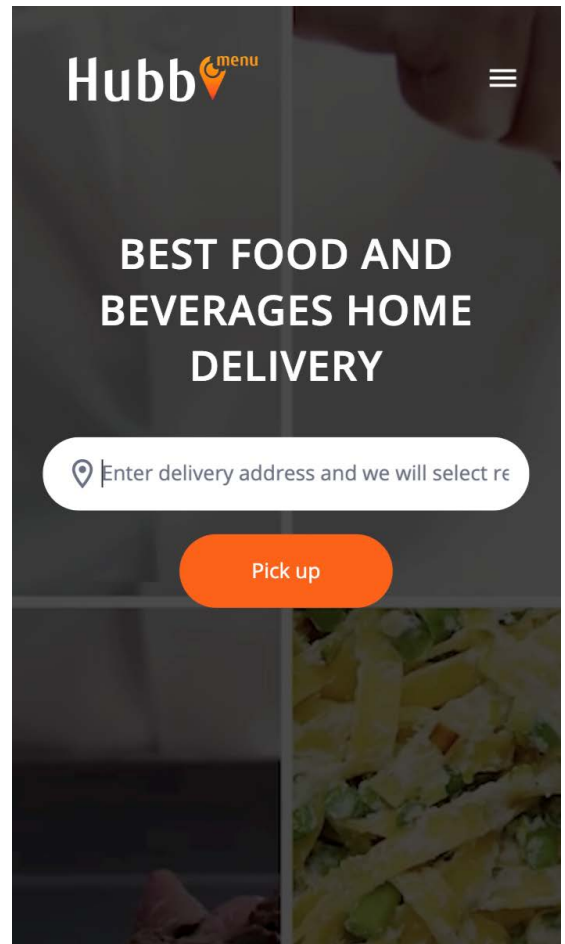 Hubb menu
BEST FOOD AND
BEVERAGES HOME
DELIVERY
Enter delivery address and we will select re
Pick up